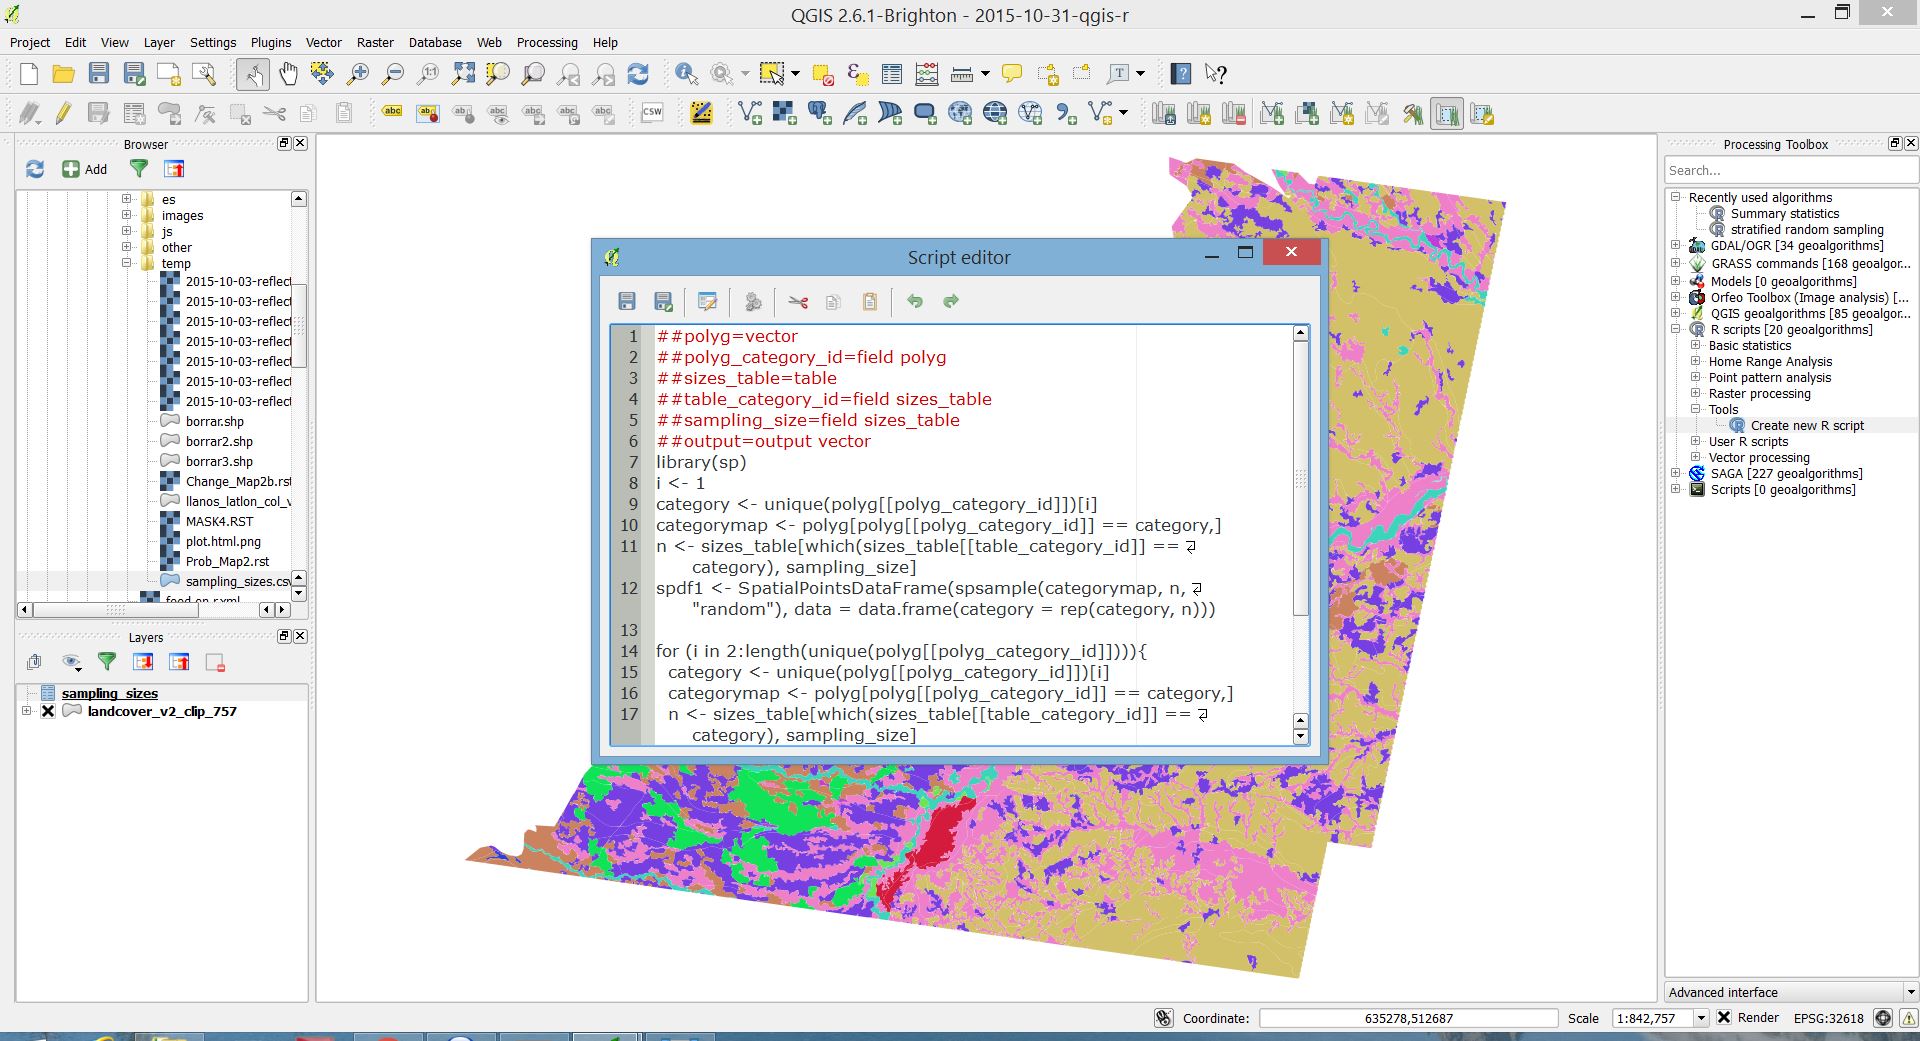 QGIS 2.6.1-Brighton - 2015-10-31-qgis-r
Project Edit View Layer Settings Plugins Vector Raster Database Web Processing Help
Browser
Add
es
images
js
other
temp
2015-10-03-reflect
2015-10-03-reflect
2015-10-03-reflect
2015-10-03-reflect
2015-10-03-reflect
2015-10-03-reflect
2015-10-03-reflect
borrar.shp
borrar2.shp
borrar3.shp
Change_Map2b.rst
llanos_latlon_col_v
MASK4.RST
plot.html.png
Prob_Map2.rst
sampling_sizes.csv
feed on r.xml
Layers
sampling_sizes
landcover_v2_clip_757
Script editor
1 ##polyg=vector
2 ##polyg_category_id=field polyg
3 ##sizes_table=table
4 ##table_category_id=field sizes_table
5 ##sampling_size=field sizes_table
6 ##output=output vector
7 library(sp)
8 i <- 1
9 category <- unique(polyg[[polyg_category_id]])[i]
10 categorymap <- polyg[polyg[[polyg_category_id]] == category,]
11 n <- sizes_table[which(sizes_table[[table_category_id]] ==
category), sampling_size]
12 spdf1 <- SpatialPointsDataFrame(spsample(categorymap, n,
"random"), data = data.frame(category = rep(category, n)))
13
14 for (i in 2:length(unique(polyg[[polyg_category_id]]))){
15 category <- unique(polyg[[polyg_category_id]])[i]
16 categorymap <- polyg[polyg[[polyg_category_id]] == category,]
17 n <- sizes_table[which(sizes_table[[table_category_id]] ==
category), sampling_size]
Processing Toolbox
Search...
Recently used algorithms
Summary statistics
stratified random sampling
GDAL/OGR [34 geoalgorithms]
GRASS commands [168 geoalgor...
Models [0 geoalgorithms]
Orfeo Toolbox (Image analysis) [...
QGIS geoalgorithms [85 geoalgor...
R scripts [20 geoalgorithms]
Basic statistics
Home Range Analysis
Point pattern analysis
Raster processing
Tools
Create new R script
User R scripts
Vector processing
SAGA [227 geoalgorithms]
Scripts [0 geoalgorithms]
Advanced interface
Coordinate: 635278,512687 Scale 1:842,757 Render EPSG:32618